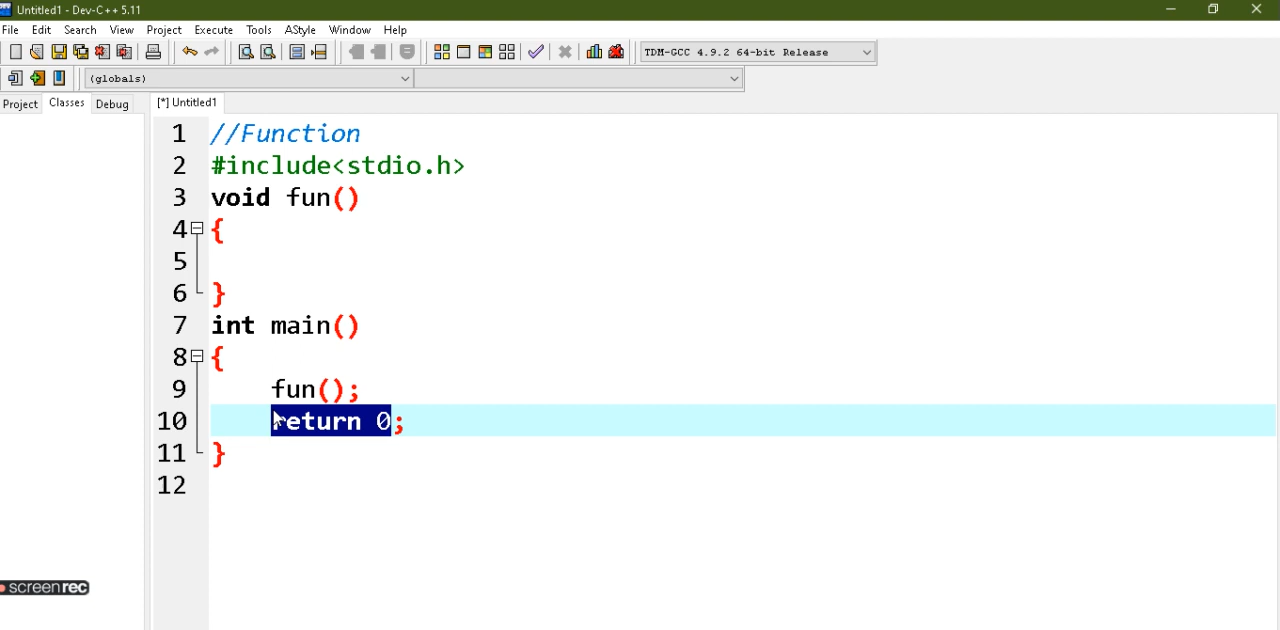 Untitled1 - Dev-C++ 5.11
File Edit Search View Project Execute Tools AStyle Window Help
TDM-GCC 4.9.2 64-bit Release
(globals)
Project Classes Debug [*] Untitled1
1 //Function
2 #include<stdio.h>
3 void fun()
4 {
5
6 }
7 int main()
8 {
9 fun();
10 return 0;
11 }
12
screenrec